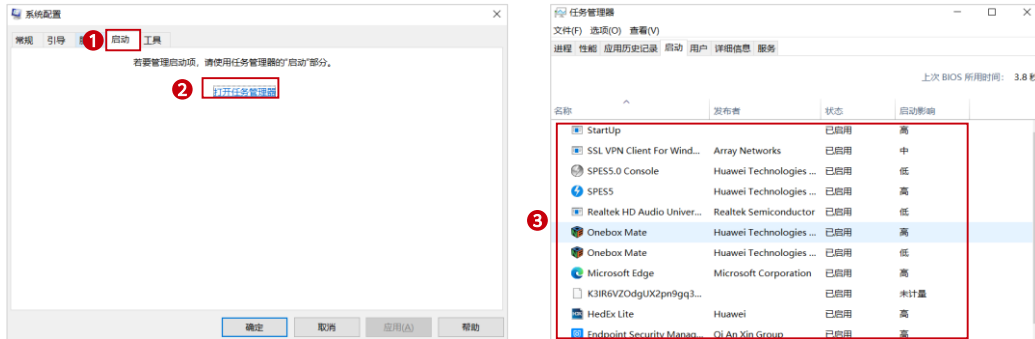 系统配置
常规 引导 启动 工具
1
若要管理启动项，请使用任务管理器的“启动”部分。
2
打开任务管理器
确定 取消 应用(A) 帮助
任务管理器
文件(F) 选项(O) 查看(V)
进程 性能 应用历史记录 启动 用户 详细信息 服务
上次 BIOS 所用时间: 3.8 秒
名称 发布者 状态 启动影响
3
StartUp 已启用 高
SSL VPN Client For Wind... Array Networks 已启用 中
SPES5.0 Console Huawei Technologies ... 已启用 低
SPES5 Huawei Technologies ... 已启用 高
Realtek HD Audio Univer... Realtek Semiconductor 已启用 低
Onebox Mate Huawei Technologies ... 已启用 高
Onebox Mate Huawei Technologies ... 已启用 低
Microsoft Edge Microsoft Corporation 已启用 高
K3IR6VZOdgUX2pn9gq3... 已启用 未计量
HedEx Lite Huawei 已启用 高
Endpoint Security Manag... Qi An Xin Group 已启用 高